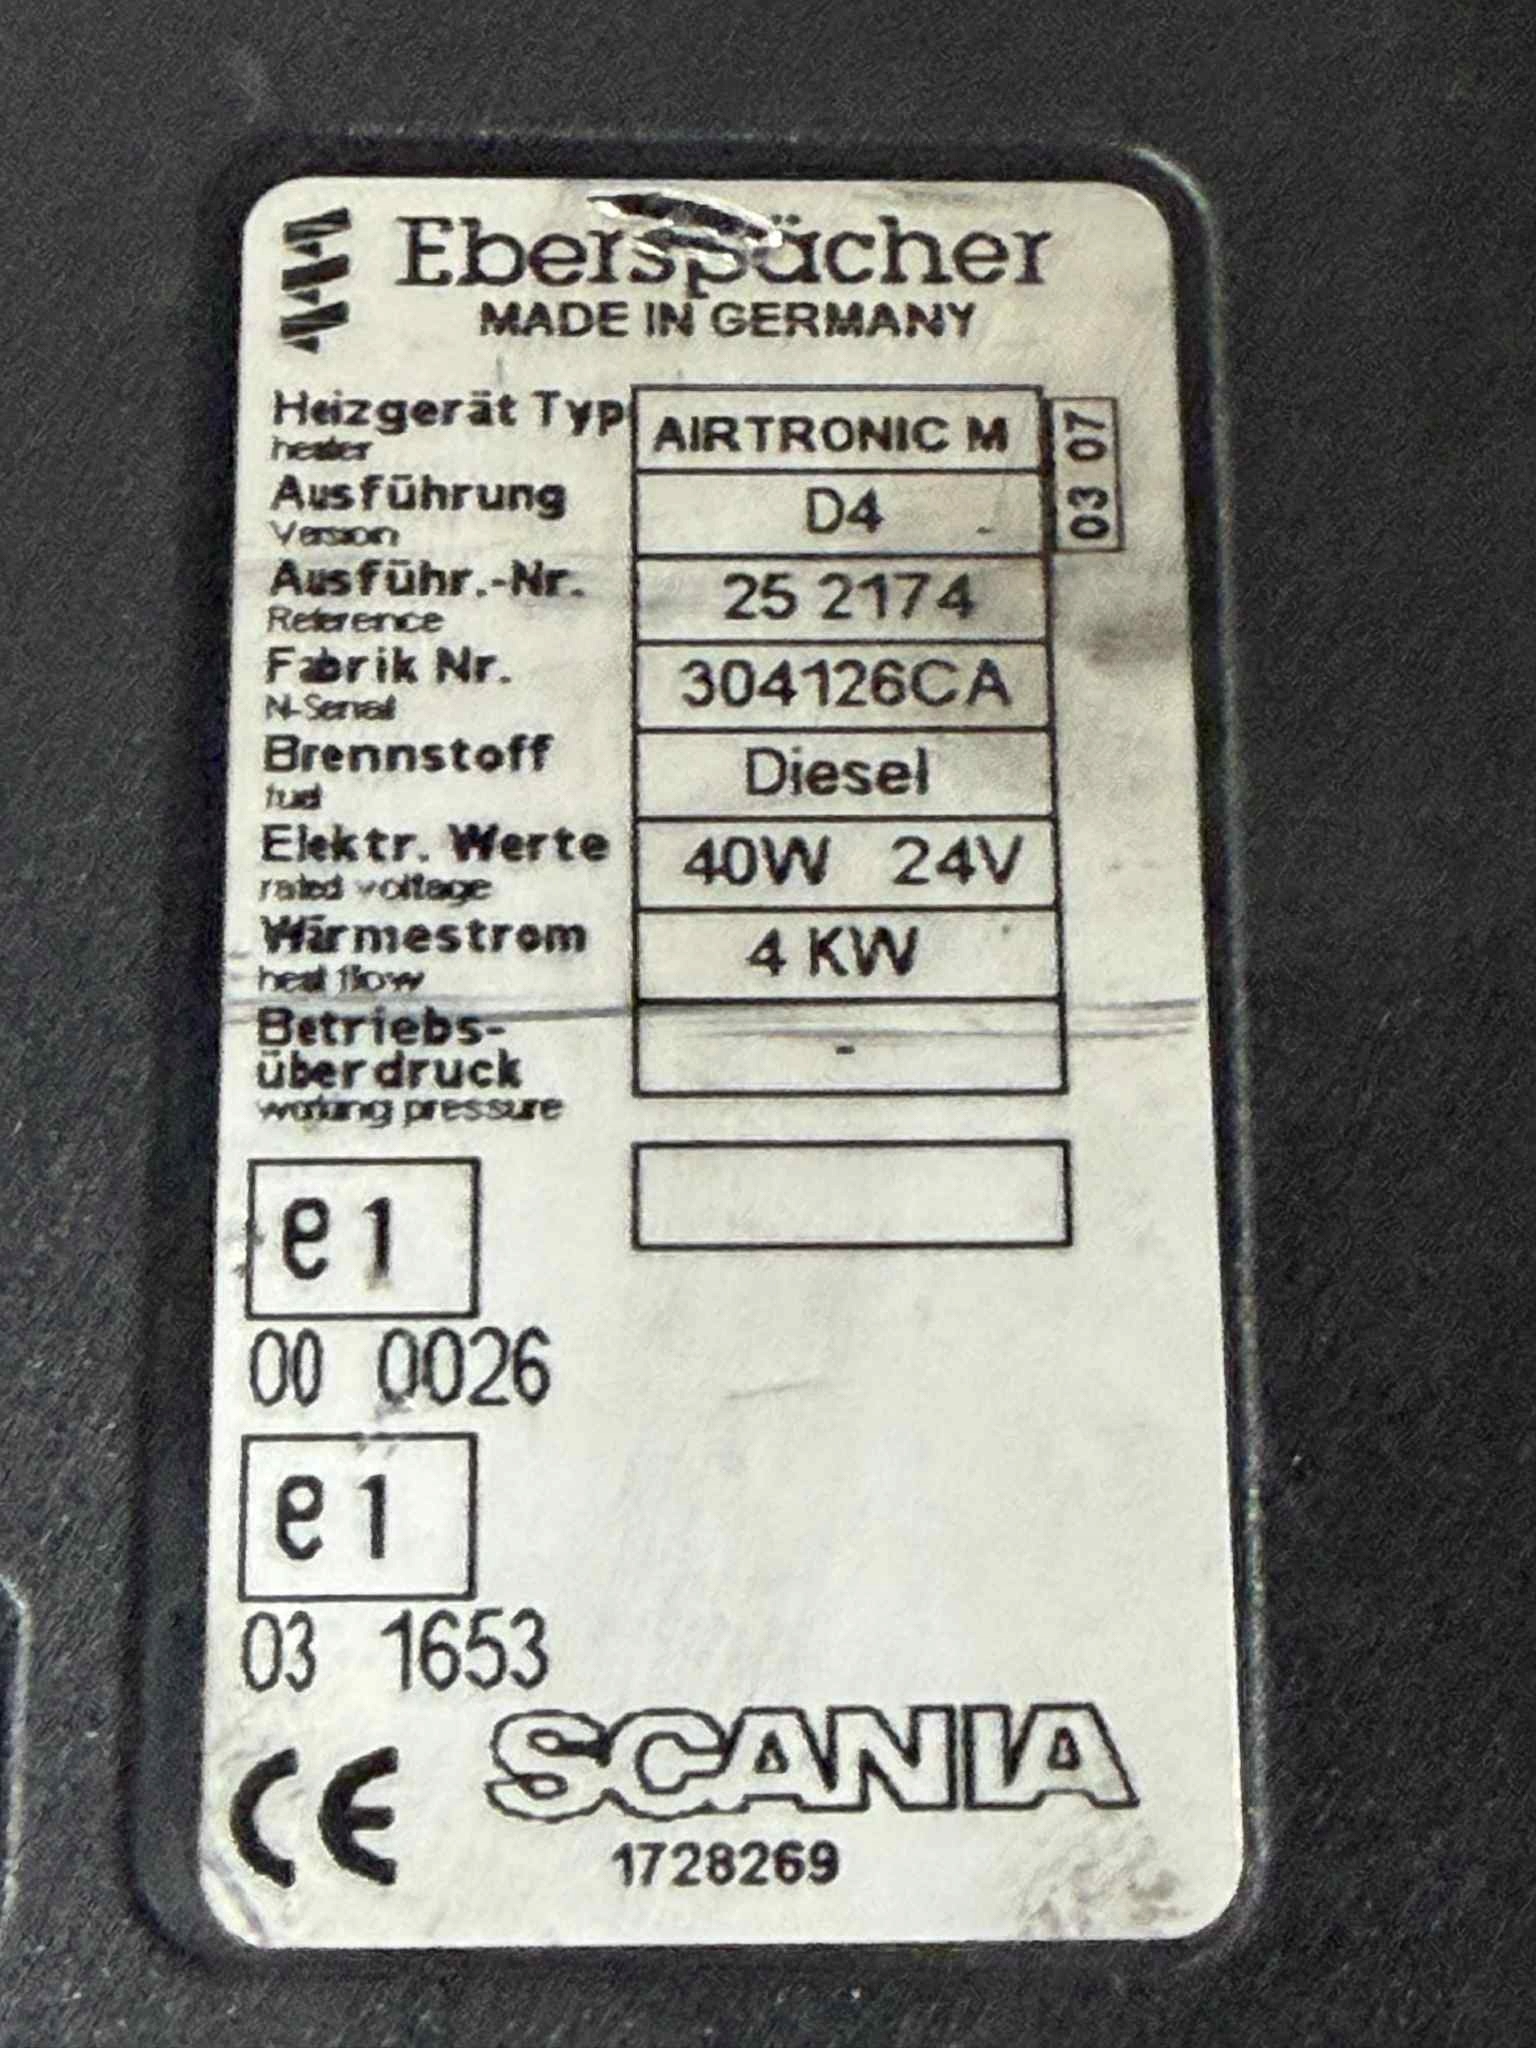 Eberspächer
MADE IN GERMANY
Heizgerät Typ AIRTRONIC M 03 07
heater
Ausführung D4
Version
Ausführ.-Nr. 25 2174
Reference
Fabrik Nr. 304126CA
N-Serial
Brennstoff Diesel
fuel
Elektr. Werte 40W 24V
rated voltage
Wärmestrom 4 KW
heat flow
Betriebs- -
überdruck
working pressure
e1
00 0026
e1
03 1653
CE SCANIA
1728269